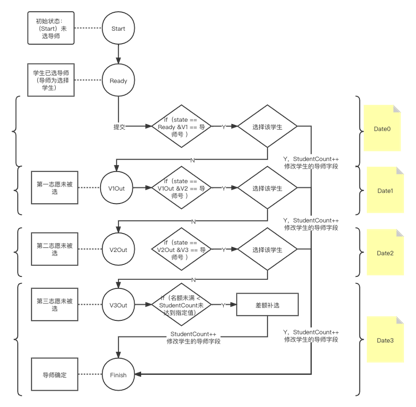 初始状态:
（Start）未
选导师
Start
学生已选导师
（导师为选择
学生）
Ready
提交
if（state ==
Ready &V1 == 导
师号 ）
Y
选择该学生
Date0
N
Y，StudentCount++
修改学生的导师字段
第一志愿未被
选
V1Out
if（state ==
V1Out &V2 == 导
师号 ）
Y
选择该学生
Date1
N
Y，StudentCount++
修改学生的导师字段
第二志愿未被
选
V2Out
if（state ==
V2Out &V3 == 导
师号 ）
Y
选择该学生
Date2
N
第三志愿未被
选
V3Out
if（名额未满 <
StudentCount未
达到指定值）
Y
差额补选
Date3
StudentCount++
修改学生的导师字段
Y，StudentCount++
修改学生的导师字段
导师确定
Finish